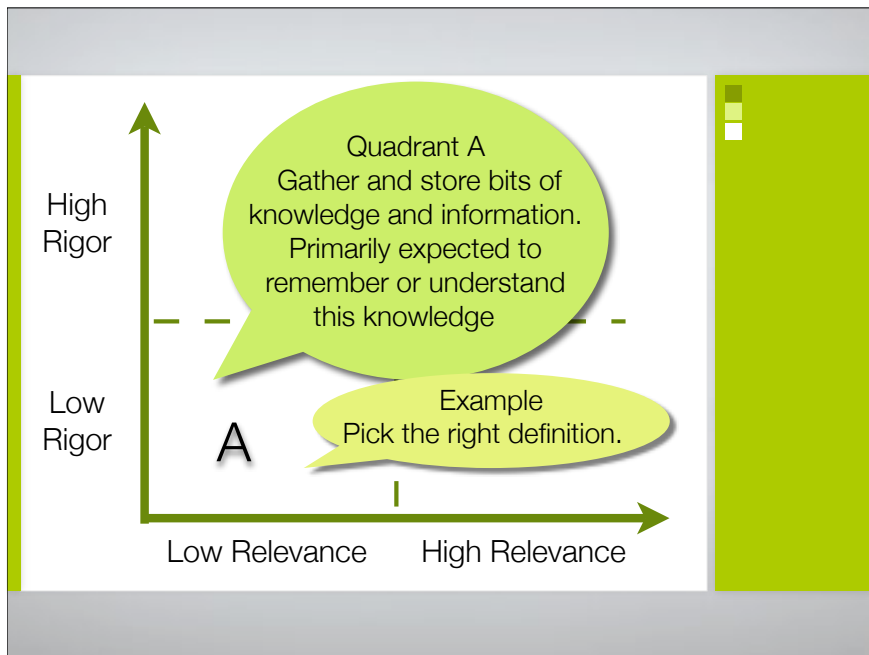 Quadrant A
Gather and store bits of
knowledge and information.
Primarily expected to
remember or understand
this knowledge
High
Rigor
Example
Pick the right definition.
Low
Rigor
A
Low Relevance
High Relevance